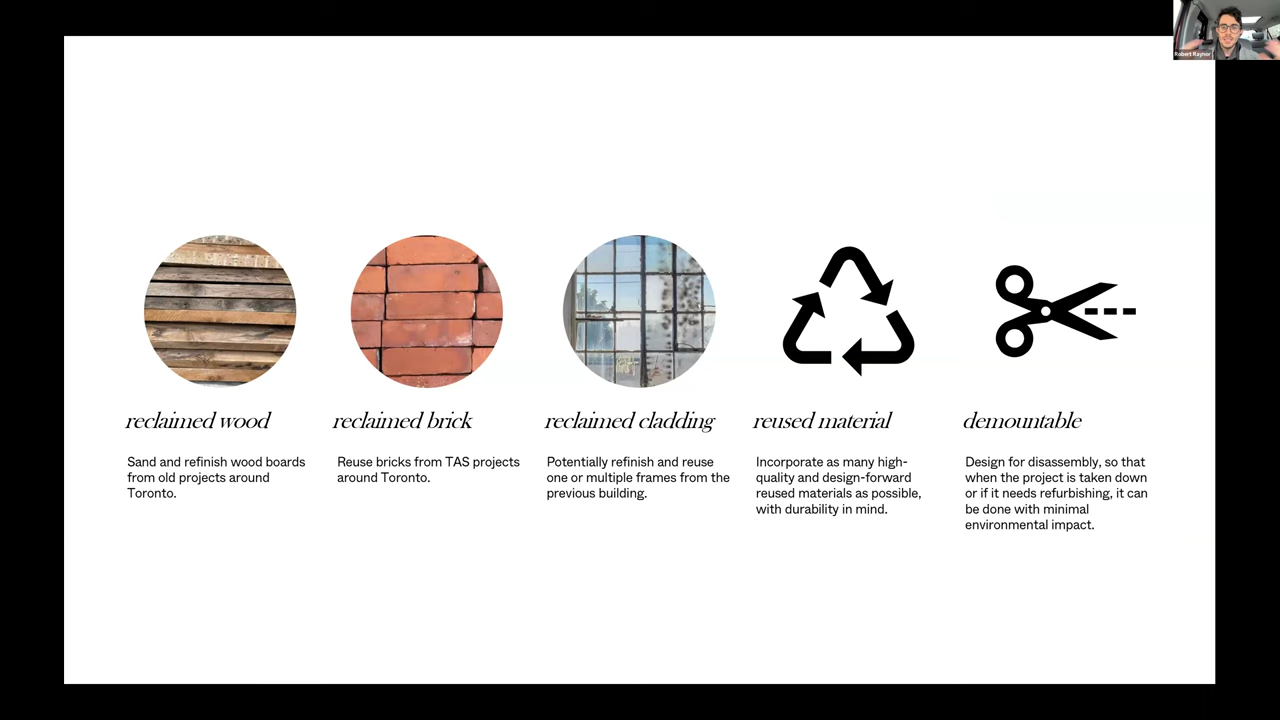 Robert Raynor
reclaimed wood
Sand and refinish wood boards
from old projects around
Toronto.
reclaimed brick
Reuse bricks from TAS projects
around Toronto.
reclaimed cladding
Potentially refinish and reuse
one or multiple frames from the
previous building.
reused material
Incorporate as many high-
quality and design-forward
reused materials as possible,
with durability in mind.
demountable
Design for disassembly, so that
when the project is taken down
or if it needs refurbishing, it can
be done with minimal
environmental impact.